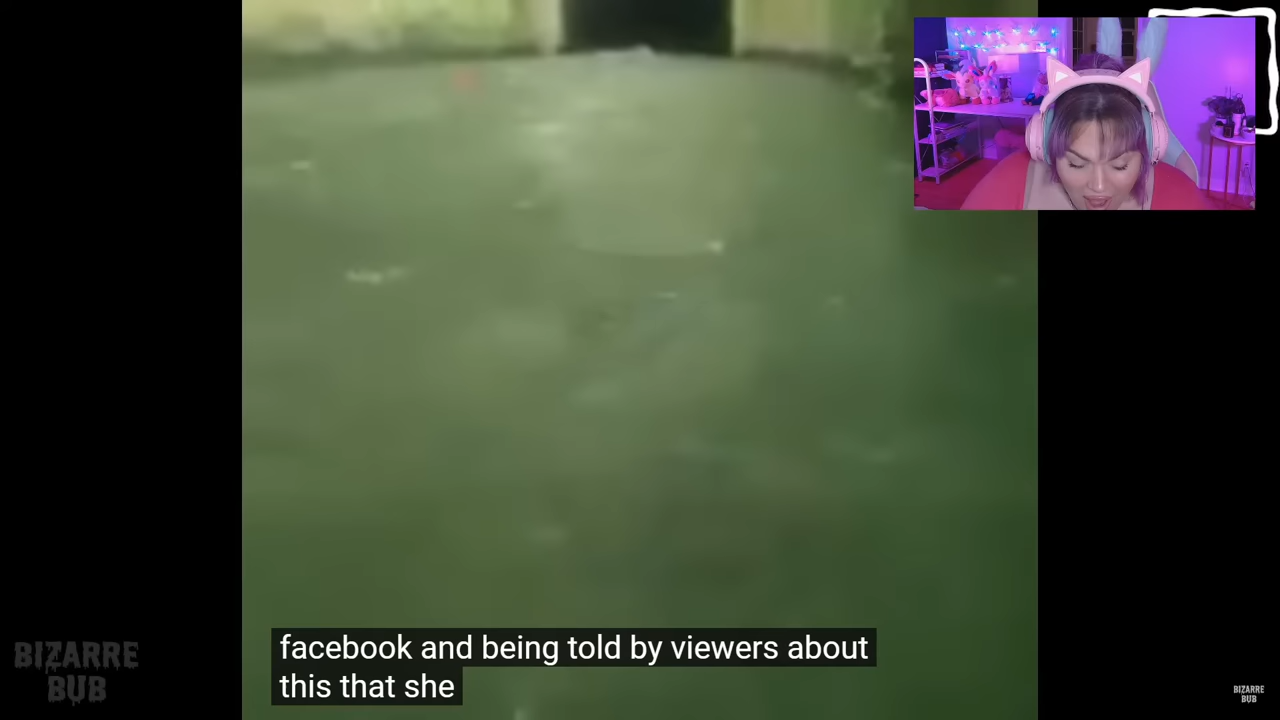 facebook and being told by viewers about
this that she
BIZARRE
BUB
BIZARRE
BUB